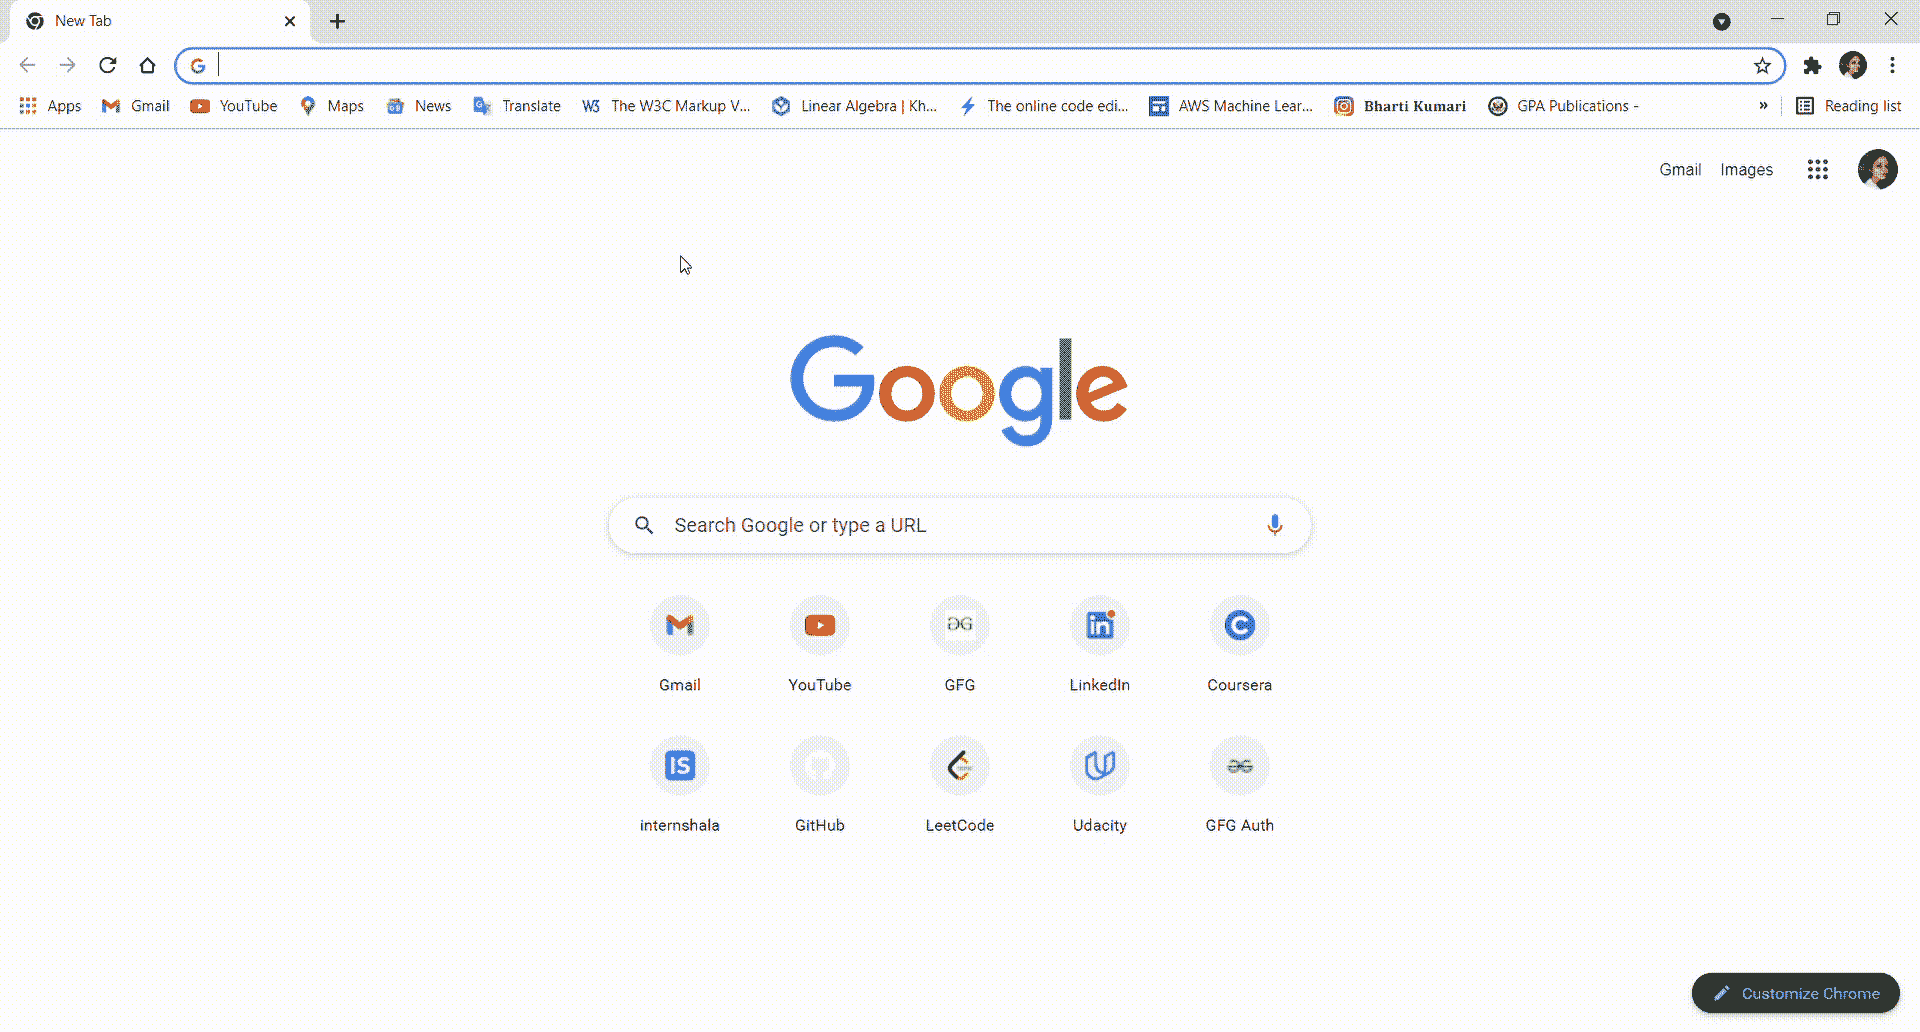 New Tab
Apps Gmail YouTube Maps News Translate The W3C Markup V... Linear Algebra | Kh... The online code edi... AWS Machine Lear... Bharti Kumari GPA Publications - » Reading list
Gmail Images
Google
Search Google or type a URL
Gmail YouTube GFG LinkedIn Coursera
internshala GitHub LeetCode Udacity GFG Auth
Customize Chrome